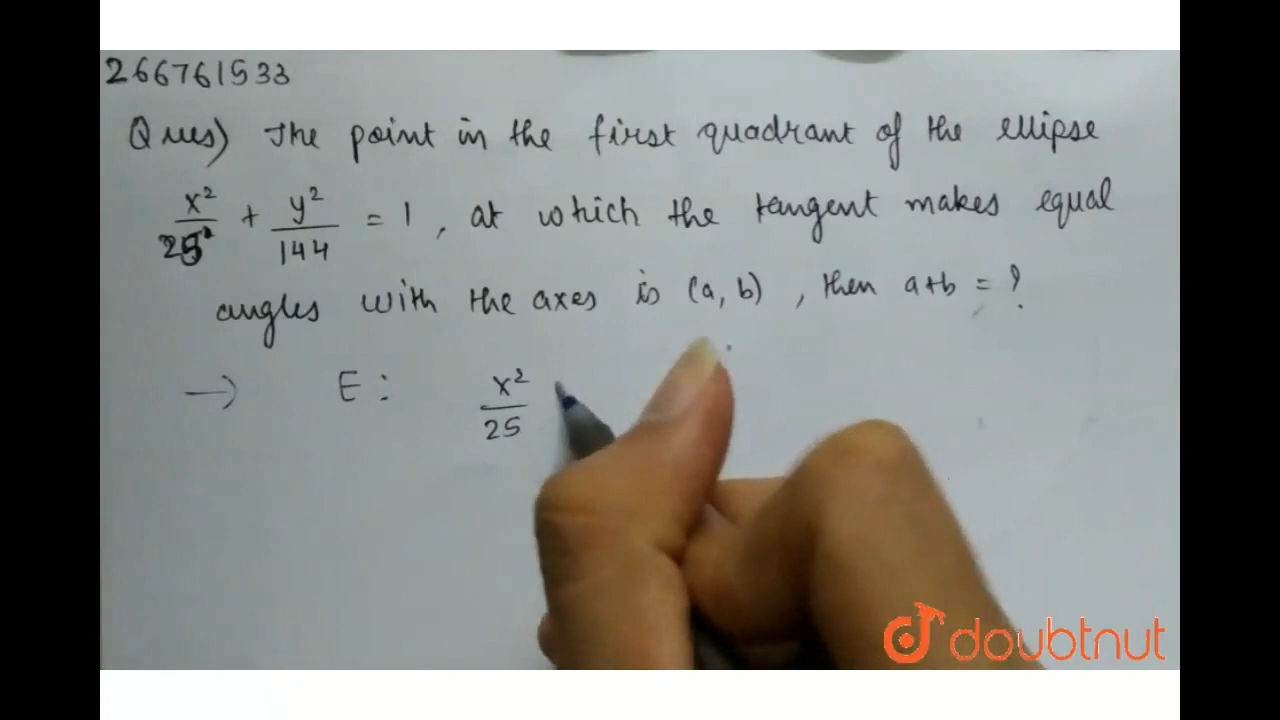 266761533
Ques) The point in the first quadrant of the ellipse
x²/25 + y²/144 = 1, at which the tangent makes equal
angles with the axes is (a, b), then a+b = ?
→ E: x²/25
doubtnut